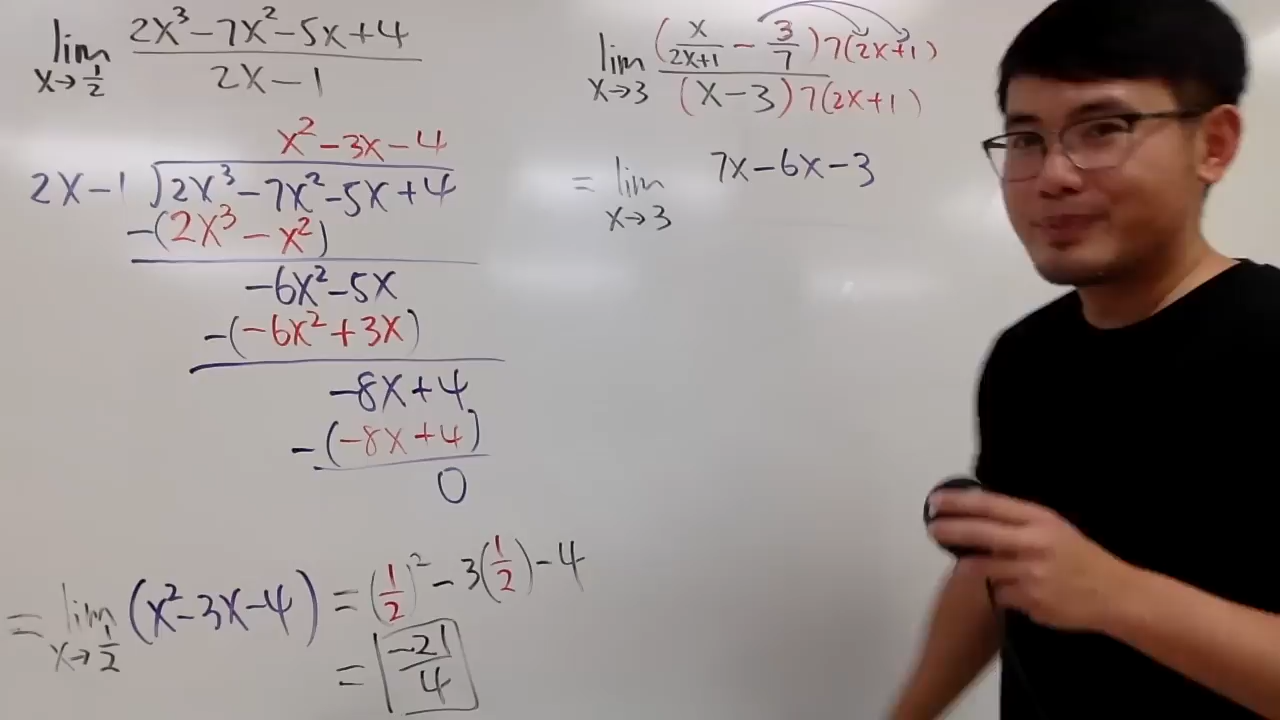 lim x→1/2 (2x³-7x²-5x+4)/(2x-1)
x²-3x-4
2x-1 )2x³-7x²-5x+4
-(2x³-x²)
-6x²-5x
-(-6x²+3x)
-8x+4
-(-8x+4)
0
= lim x→1/2 (x²-3x-4) = (1/2)²-3(1/2)-4
= -21/4
lim x→3 (x/(2x+1) - 3/7)7(2x+1) / (x-3)7(2x+1)
= lim x→3 7x-6x-3